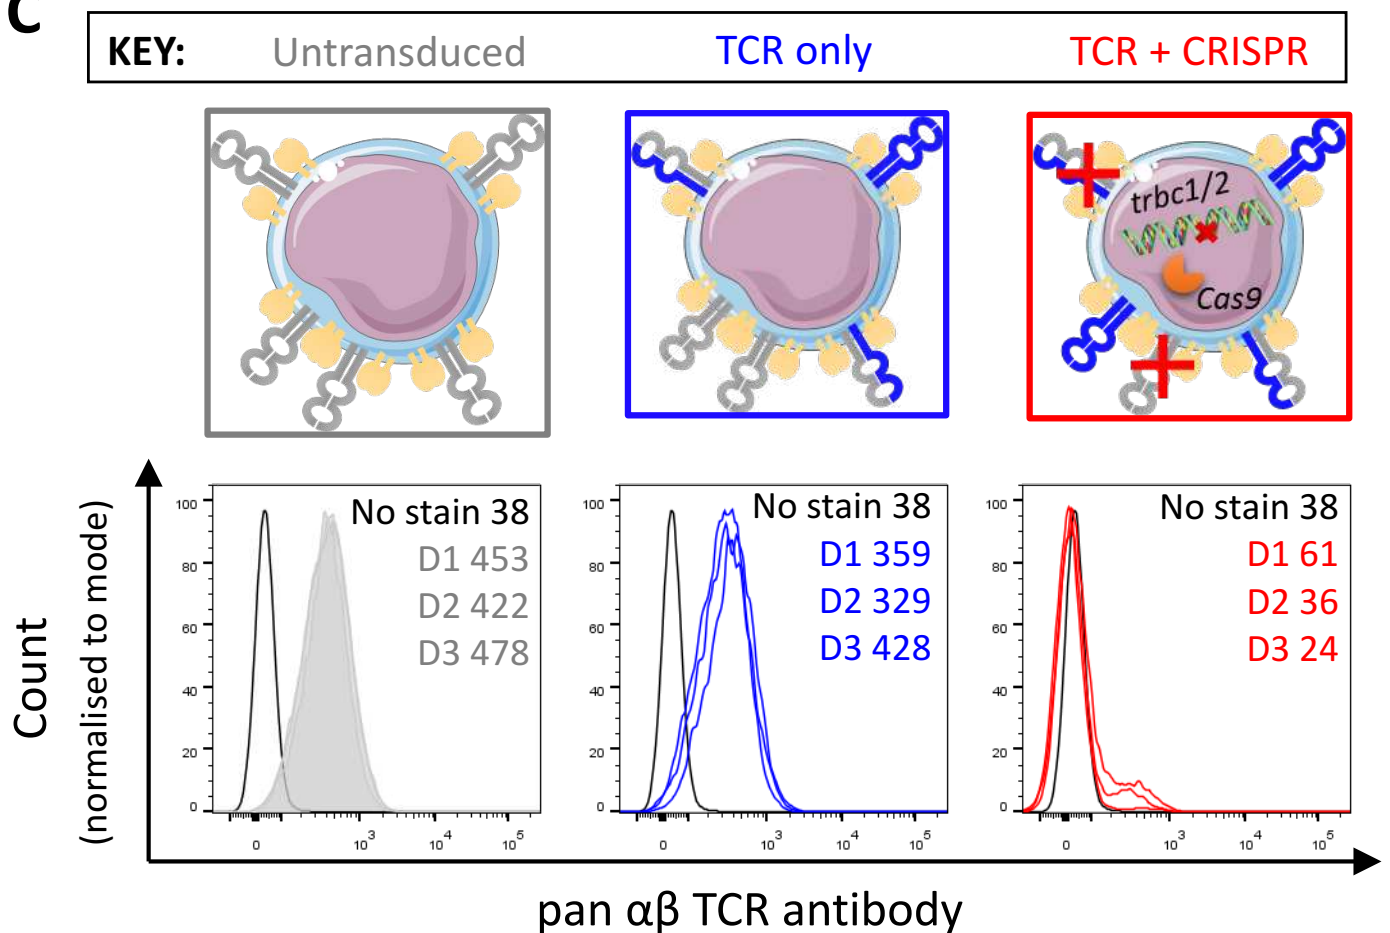 C
KEY: Untransduced TCR only TCR + CRISPR
trbc1/2
Cas9
Count
(normalised to mode)
100
80
60
40
20
0
No stain 38
D1 453
D2 422
D3 478
0 10^3 10^4 10^5
100
80
60
40
20
0
No stain 38
D1 359
D2 329
D3 428
0 10^3 10^4 10^5
100
80
60
40
20
0
No stain 38
D1 61
D2 36
D3 24
0 10^3 10^4 10^5
pan αβ TCR antibody